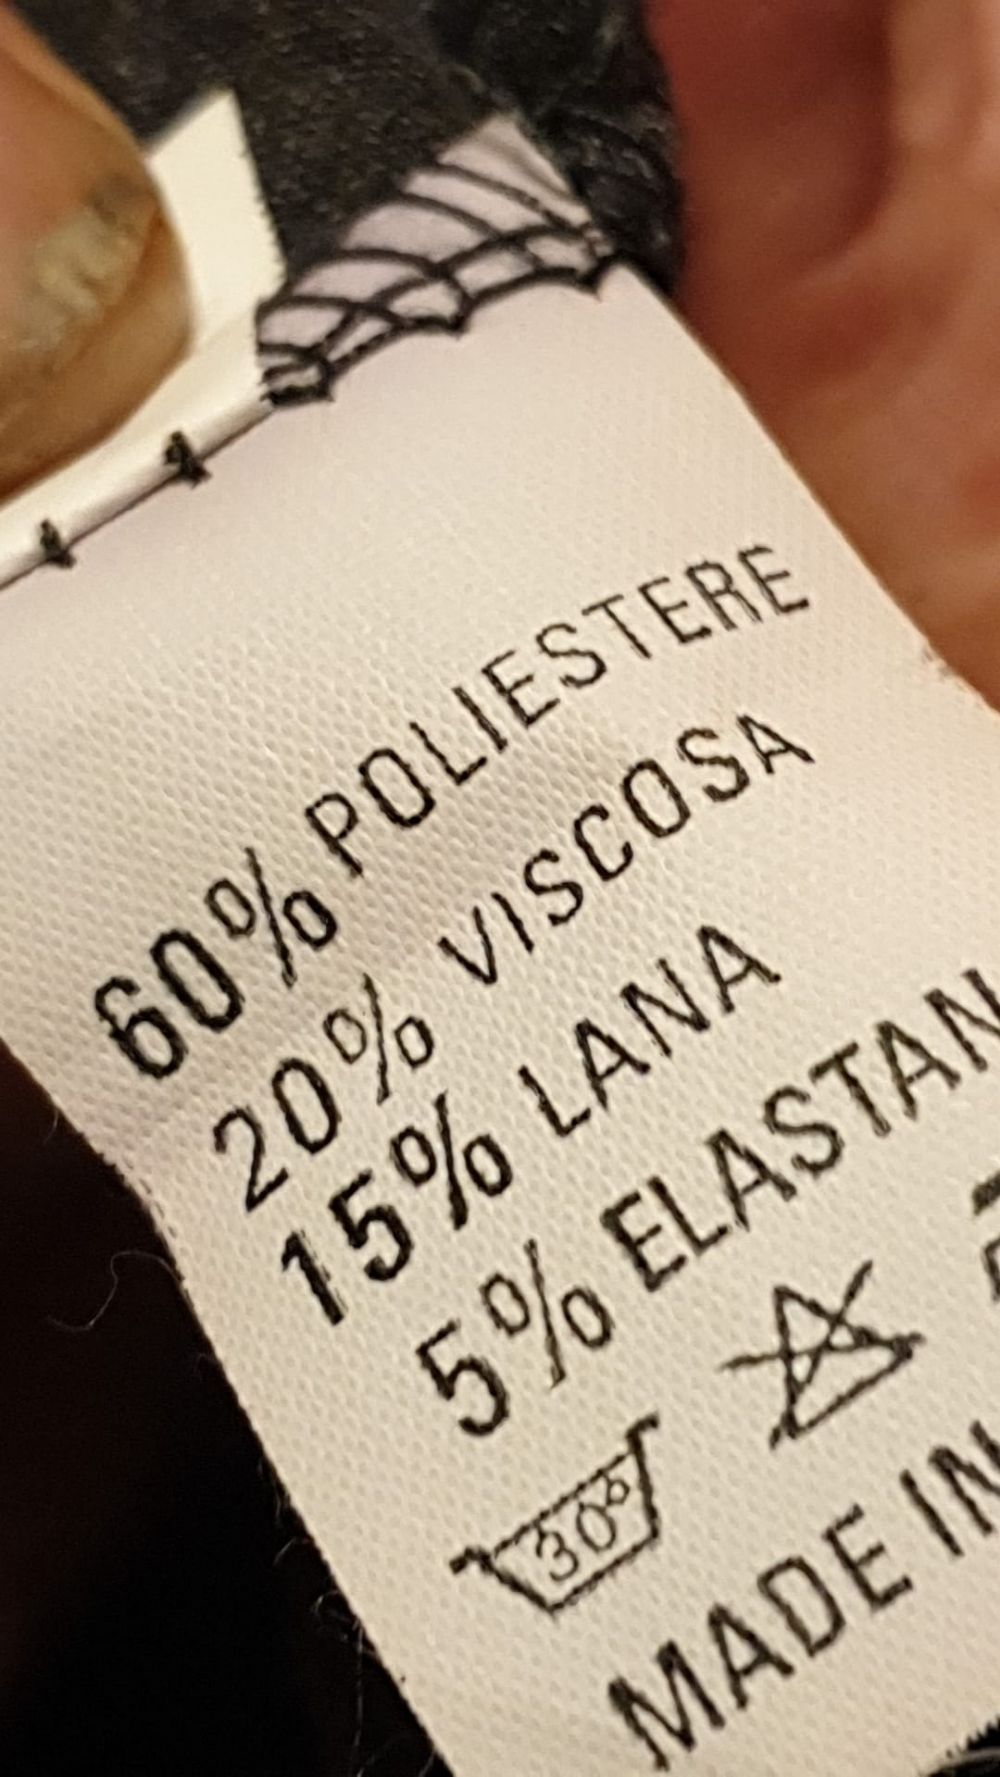 60% POLIESTERE
20% VISCOSA
15% LANA
5% ELASTAN
30°
MADE IN